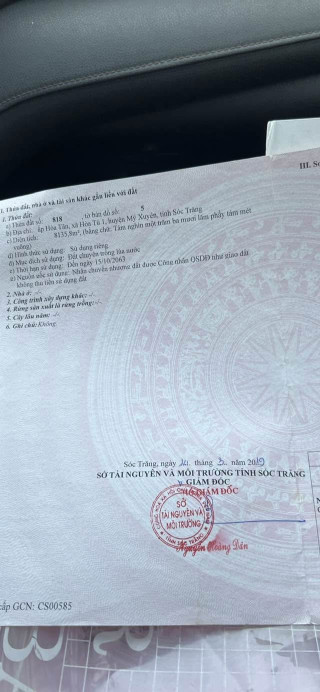 II. Thửa đất, nhà ở và tài sản khác gắn liền với đất
1. Thửa đất:
a) Thửa đất số: 818 tờ bản đồ số: 5
b) Địa chỉ: ấp Hòa Tân, xã Hòa Tú 1, huyện Mỹ Xuyên, tỉnh Sóc Trăng
c) Diện tích: 8135.8m², (bằng chữ: Tám nghìn một trăm ba mươi lăm phẩy tám mét
vuông)
d) Hình thức sử dụng: Sử dụng riêng
đ) Mục đích sử dụng: Đất chuyên trồng lúa nước
e) Thời hạn sử dụng: Đến ngày 15/10/2063
g) Nguồn gốc sử dụng: Nhận chuyển nhượng đất được Công nhận QSDĐ như giao đất
không thu tiền sử dụng đất
2. Nhà ở: -/-
3. Công trình xây dựng khác: -/-
4. Rừng sản xuất là rừng trồng: -/-
5. Cây lâu năm: -/-
6. Ghi chú: Không.
III. S
Sóc Trăng, ngày tháng năm 2019
SỞ TÀI NGUYÊN VÀ MÔI TRƯỜNG TỈNH SÓC TRĂNG
GIÁM ĐỐC
PHÓ GIÁM ĐỐC
SỞ
TÀI NGUYÊN VÀ
MÔI TRƯỜNG
TỈNH SÓC TRĂNG
Nguyễn Hoàng Dân
cấp GCN: CS00585